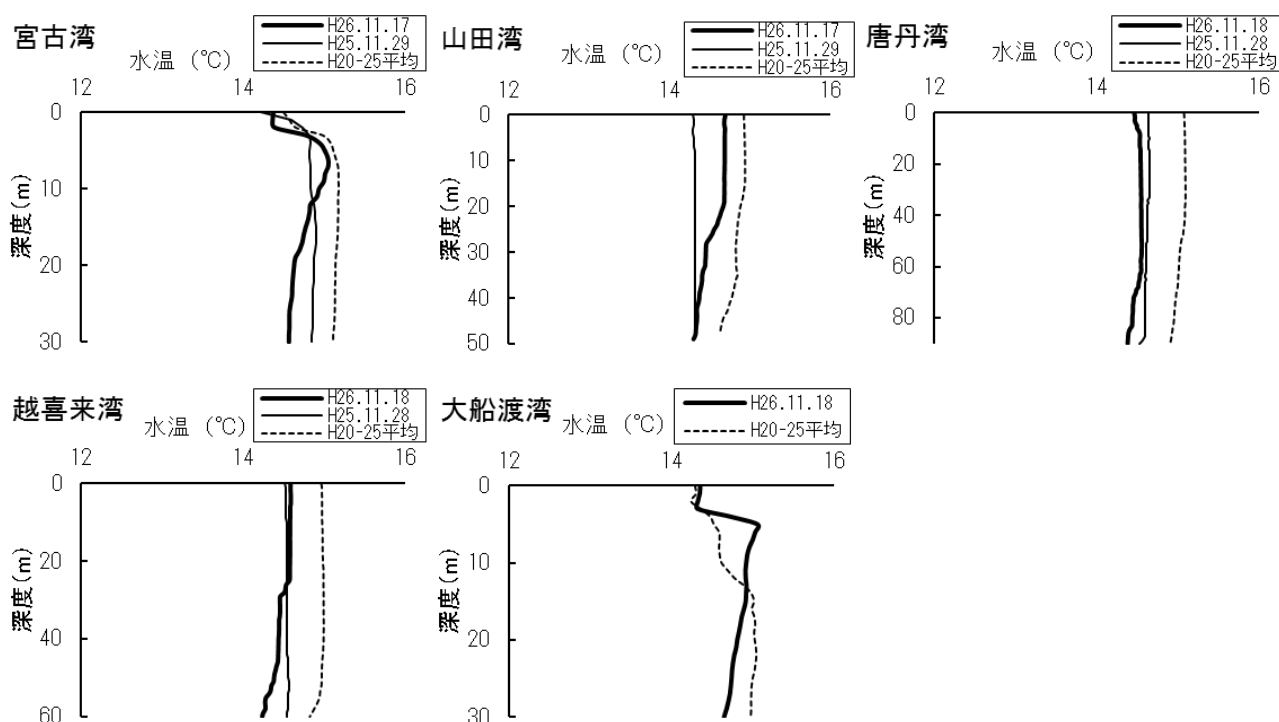 宮古湾
水温 (℃)
H26.11.17
H25.11.29
H20-25平均
12 14 16
0
10
20
30
深度(m)
山田湾
水温 (℃)
H26.11.17
H25.11.29
H20-25平均
12 14 16
0
10
20
30
40
50
深度(m)
唐丹湾
水温 (℃)
H26.11.18
H25.11.28
H20-25平均
12 14 16
0
20
40
60
80
深度(m)
越喜来湾
水温 (℃)
H26.11.18
H25.11.28
H20-25平均
12 14 16
0
20
40
60
深度(m)
大船渡湾
水温 (℃)
H26.11.18
H20-25平均
12 14 16
0
10
20
30
深度(m)